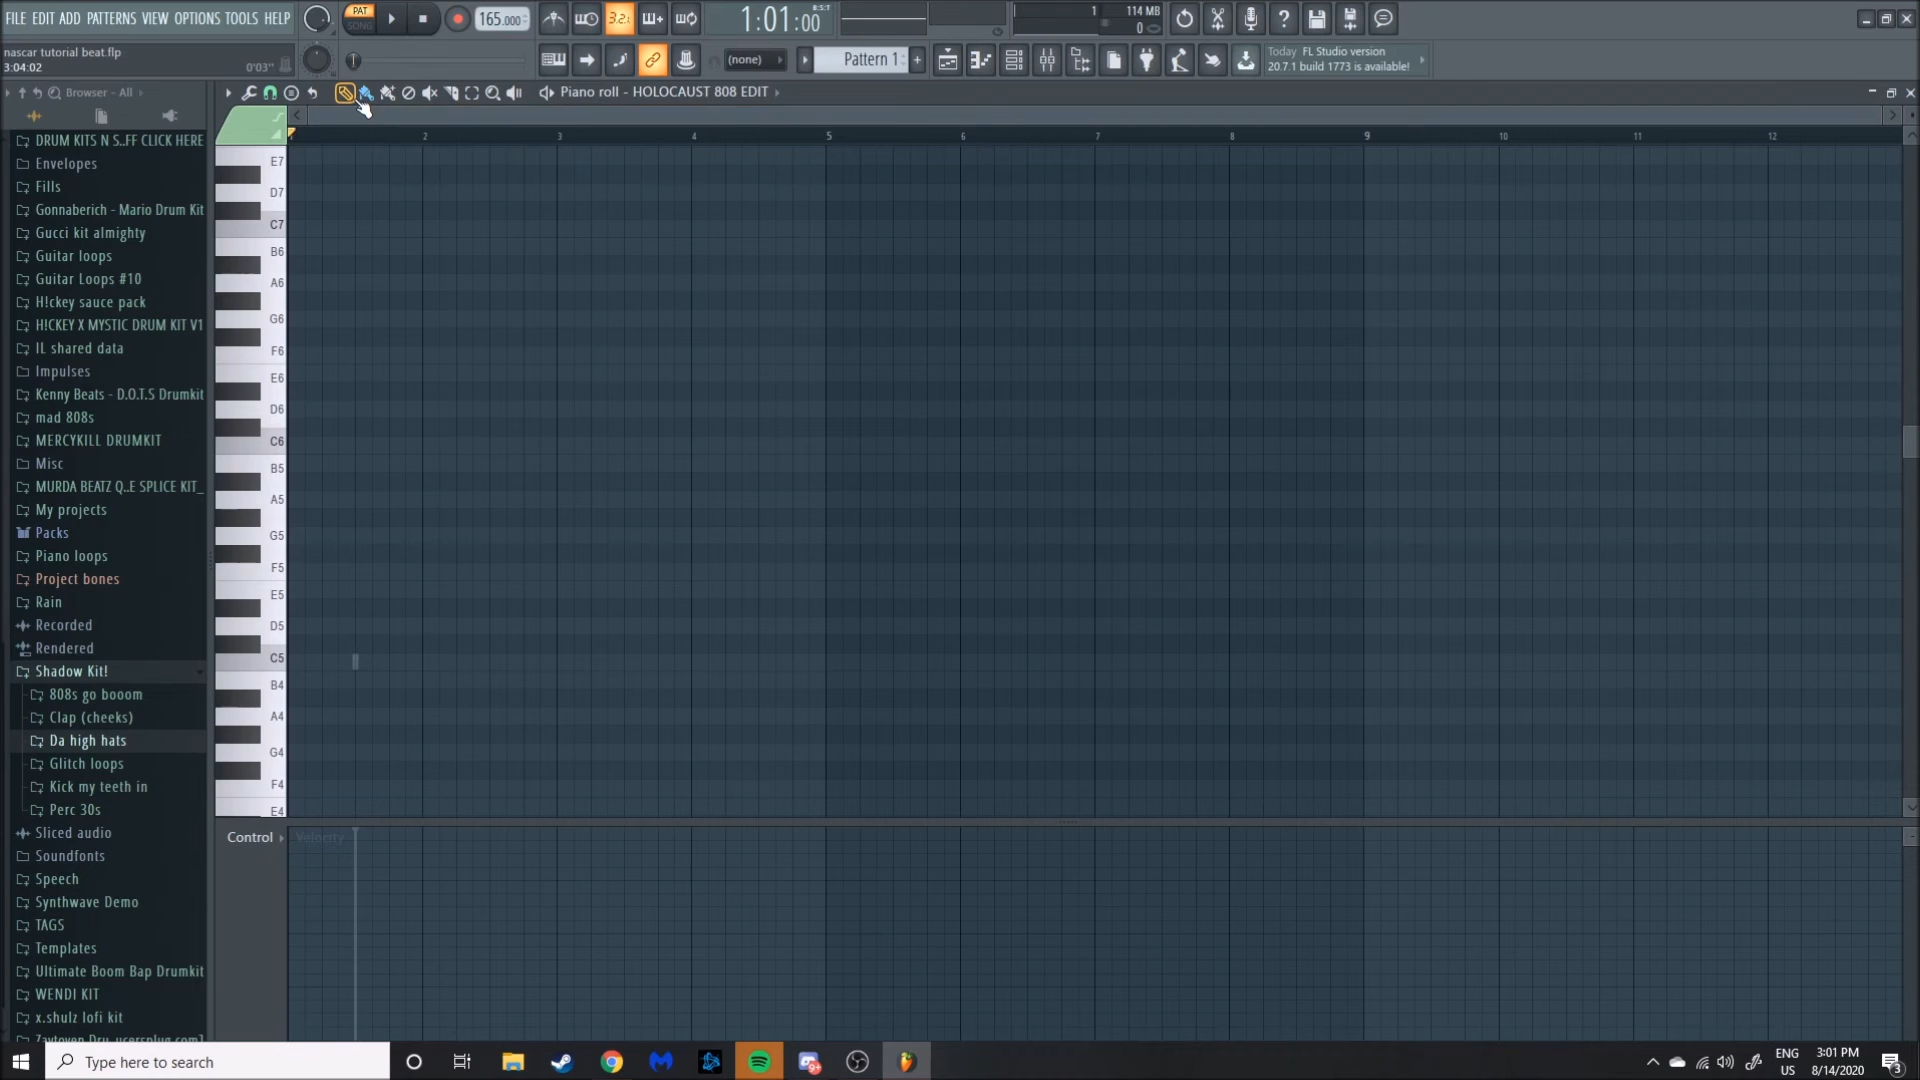 FILE EDIT ADD PATTERNS VIEW OPTIONS TOOLS HELP
PAT
SONG
165.000
3.2.
1:01:00
B:S:T
1
114 MB
0
nascar tutorial beat.flp
3:04:02
0'03"
(none)
Pattern 1
Today FL Studio version
20.7.1 build 1773 is available!
Browser - All
Piano roll - HOLOCAUST 808 EDIT
2 3 4 5 6 7 8 9 10 11 12
DRUM KITS N S..FF CLICK HERE
Envelopes
Fills
Gonnaberich - Mario Drum Kit
Gucci kit almighty
Guitar loops
Guitar Loops #10
H!ckey sauce pack
H!CKEY X MYSTIC DRUM KIT V1
IL shared data
Impulses
Kenny Beats - D.O.T.S Drumkit
mad 808s
MERCYKILL DRUMKIT
Misc
MURDA BEATZ Q..E SPLICE KIT_
My projects
Packs
Piano loops
Project bones
Rain
Recorded
Rendered
Shadow Kit!
808s go booom
Clap (cheeks)
Da high hats
Glitch loops
Kick my teeth in
Perc 30s
Sliced audio
Soundfonts
Speech
Synthwave Demo
TAGS
Templates
Ultimate Boom Bap Drumkit
WENDI KIT
x.shulz lofi kit
E7
D7
C7
B6
A6
G6
F6
E6
D6
C6
B5
A5
G5
F5
E5
D5
C5
B4
A4
G4
F4
E4
Control
Velocity
Type here to search
9+
ENG
US
3:01 PM
8/14/2020
3